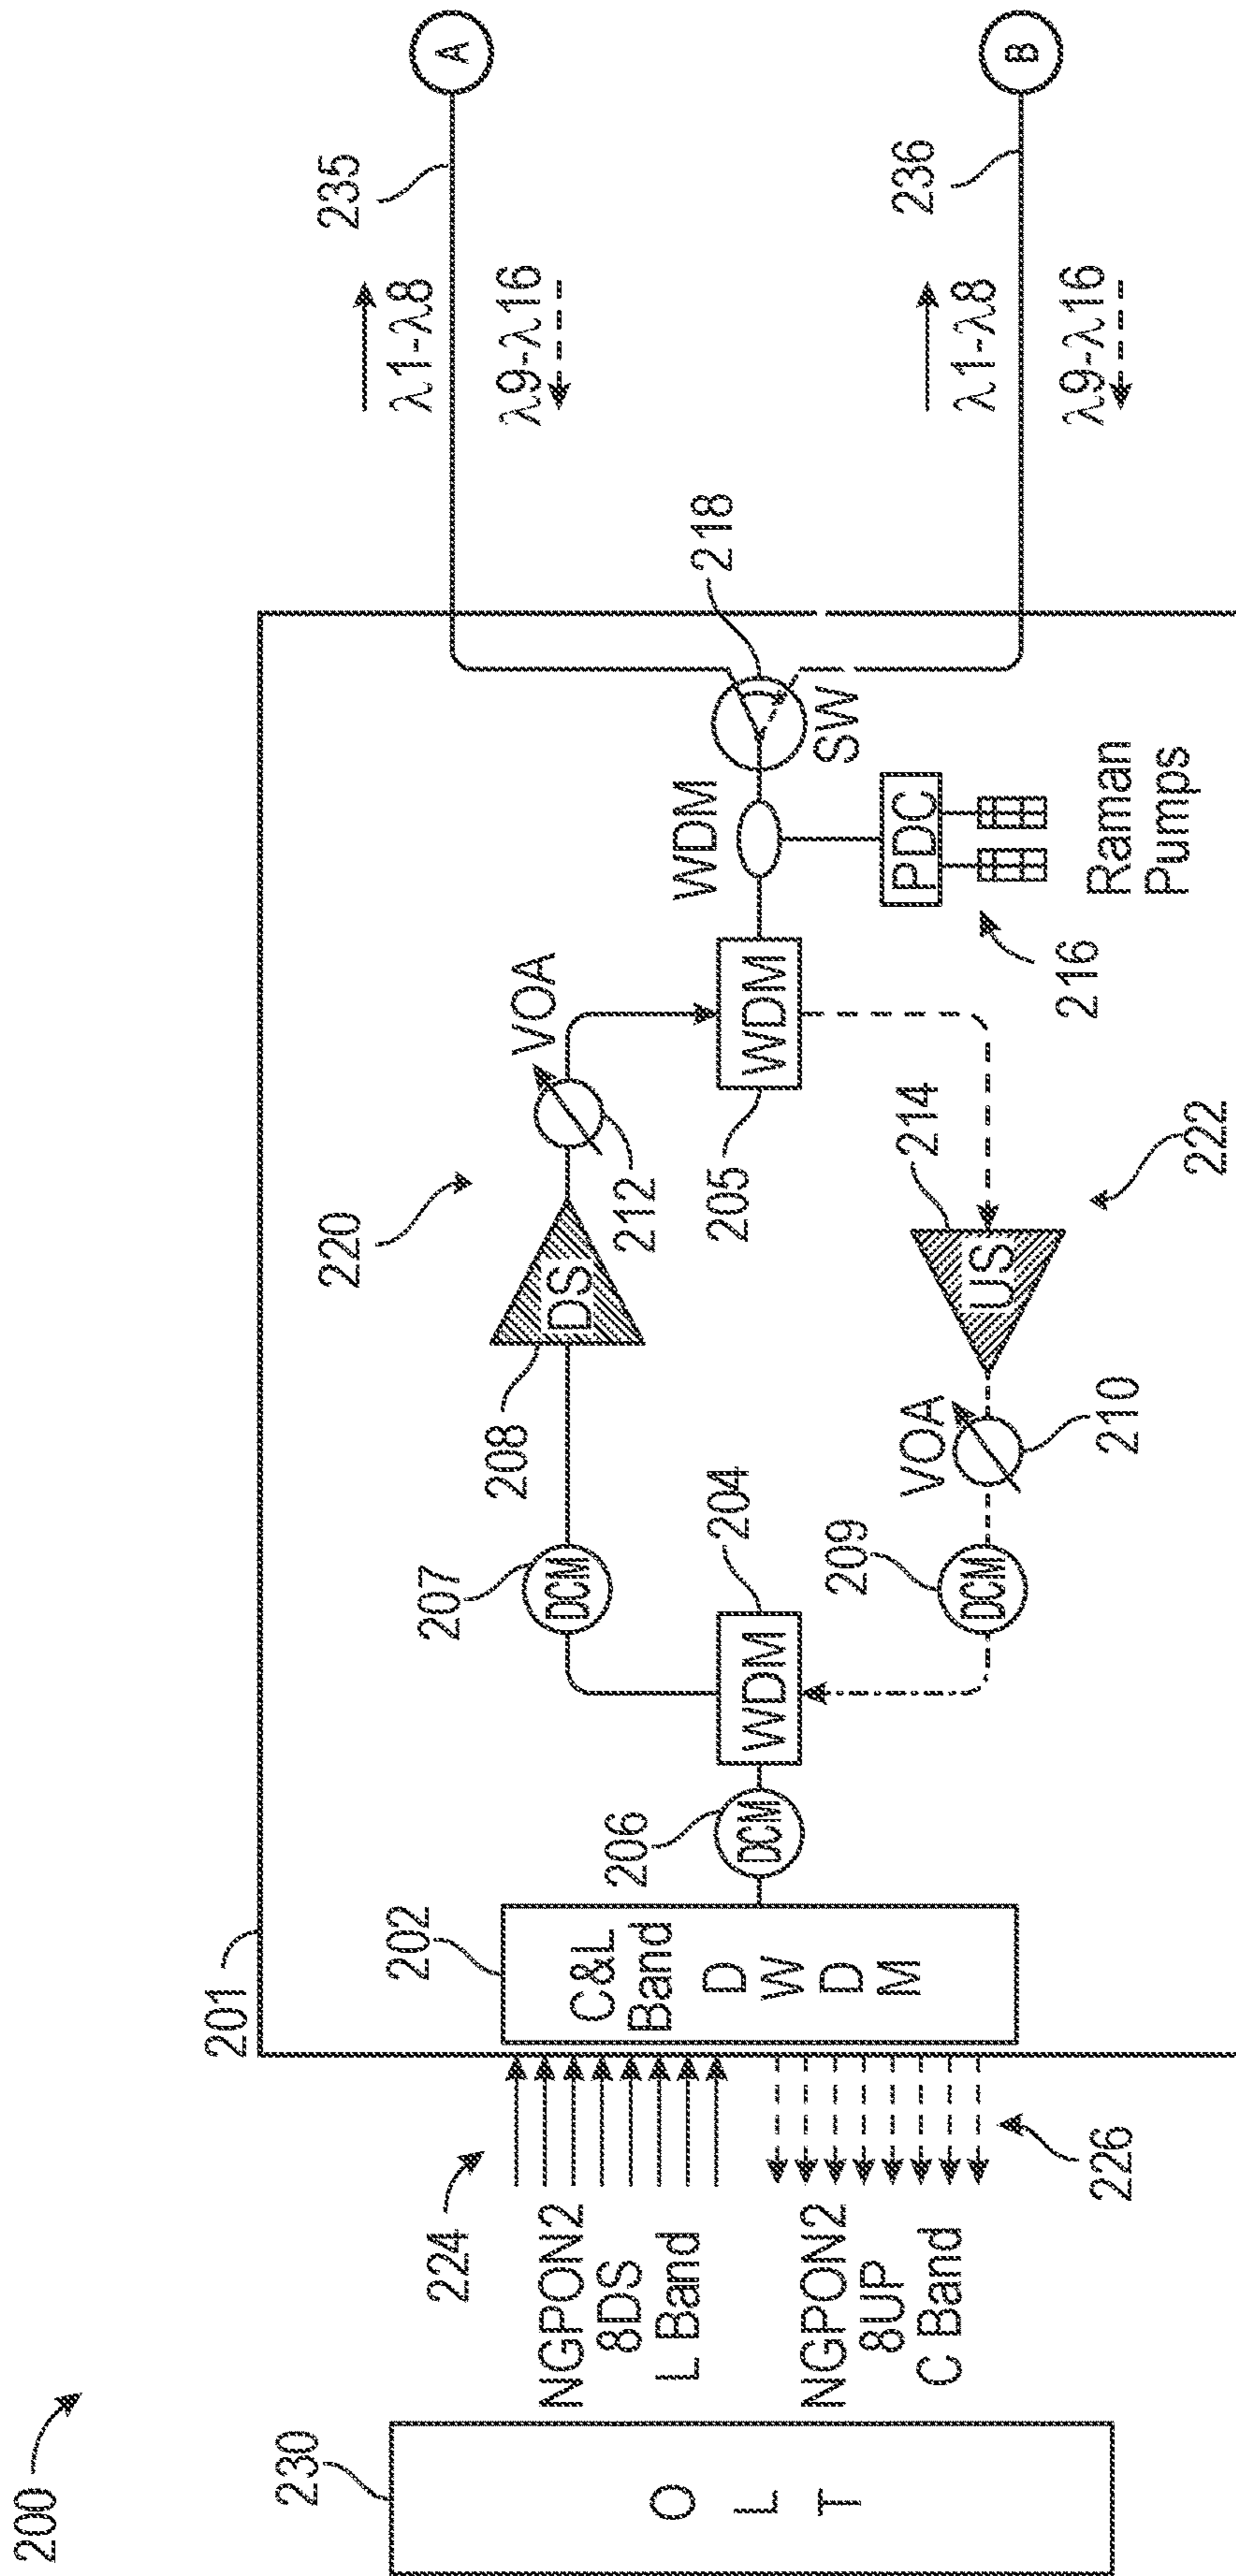 200
230
O
L
T
224
NGPON2
8DS
L Band
NGPON2
8UP
C Band
226
201
202
C&L
Band
D
W
D
M
206
DCM
204
WDM
207
DCM
208
DS
220
212
VOA
205
WDM
209
DCM
VOA
210
US
214
222
WDM
SW
218
PDC
216
Raman
Pumps
235
λ1-λ8
λ9-λ16
A
236
λ1-λ8
λ9-λ16
B